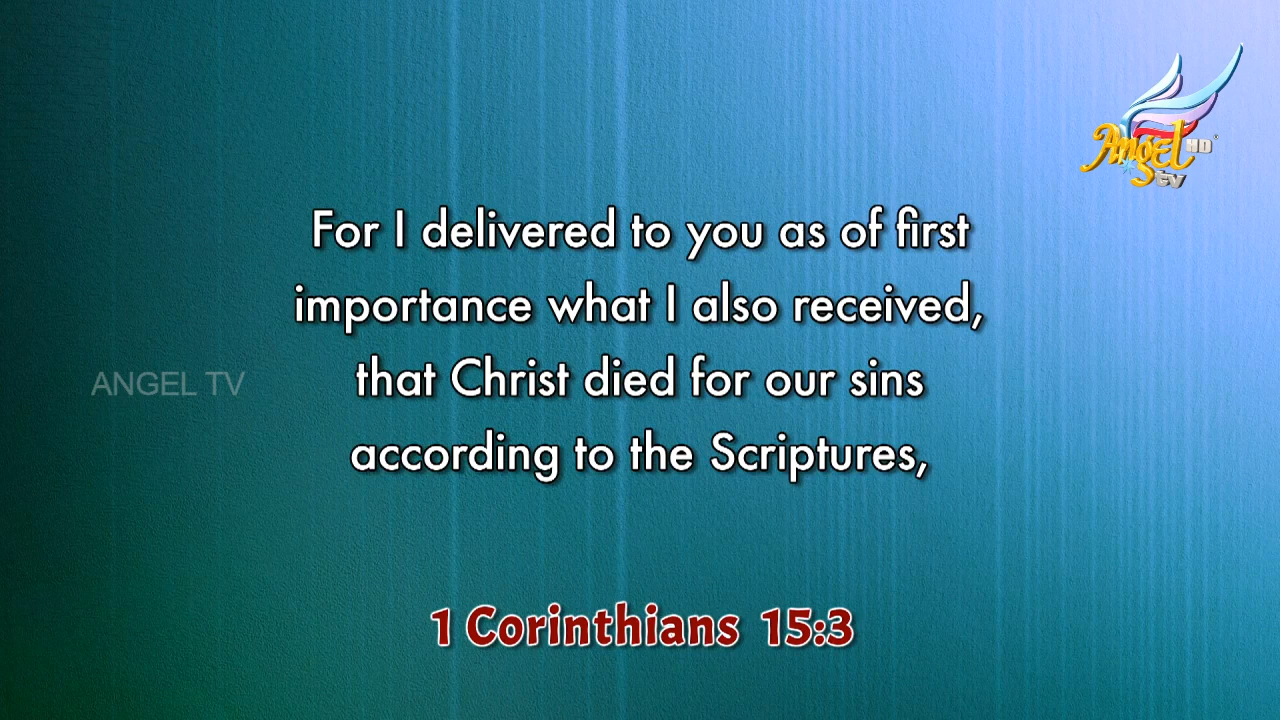 Angel HD
tv
For I delivered to you as of first
importance what I also received,
that Christ died for our sins
according to the Scriptures,
ANGEL TV
1 Corinthians 15:3